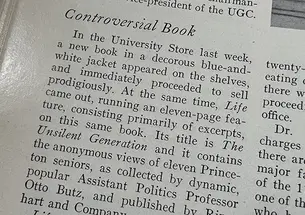 man-
vice-president of the UGC.
Controversial Book
In the University Store last week,
a new book in a decorous blue-and-
white jacket appeared on the shelves,
and immediately proceeded to sell
prodigiously. At the same time, Life
came out, running an eleven-page fea-
ture, consisting primarily of excerpts,
on this same book. Its title is The
Unsilent Generation and it contains
the anonymous views of eleven Prince-
ton seniors, as collected by dynamic,
popular Assistant Politics Professor
Otto Butz, and published by Rin
hart and Company.
twenty-
eating
there w
proceed
office.
Dr.
charges
there ar
major fa
of the
one of